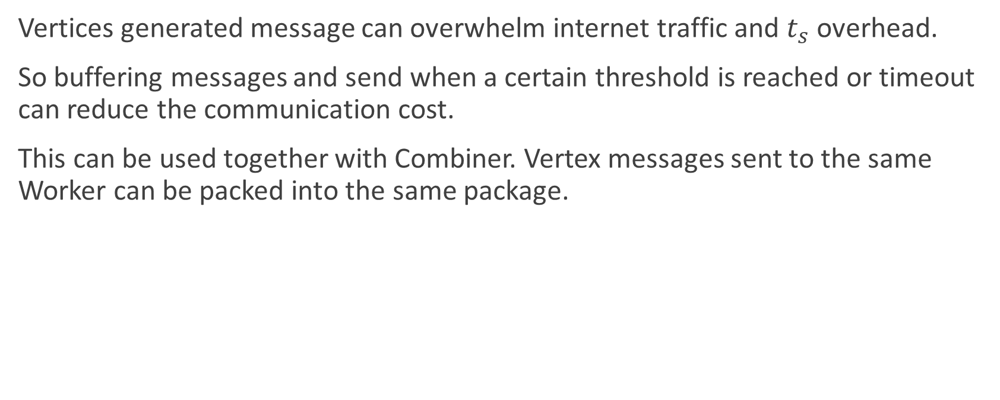 Vertices generated message can overwhelm internet traffic and tₛ overhead.
So buffering messages and send when a certain threshold is reached or timeout
can reduce the communication cost.
This can be used together with Combiner. Vertex messages sent to the same
Worker can be packed into the same package.